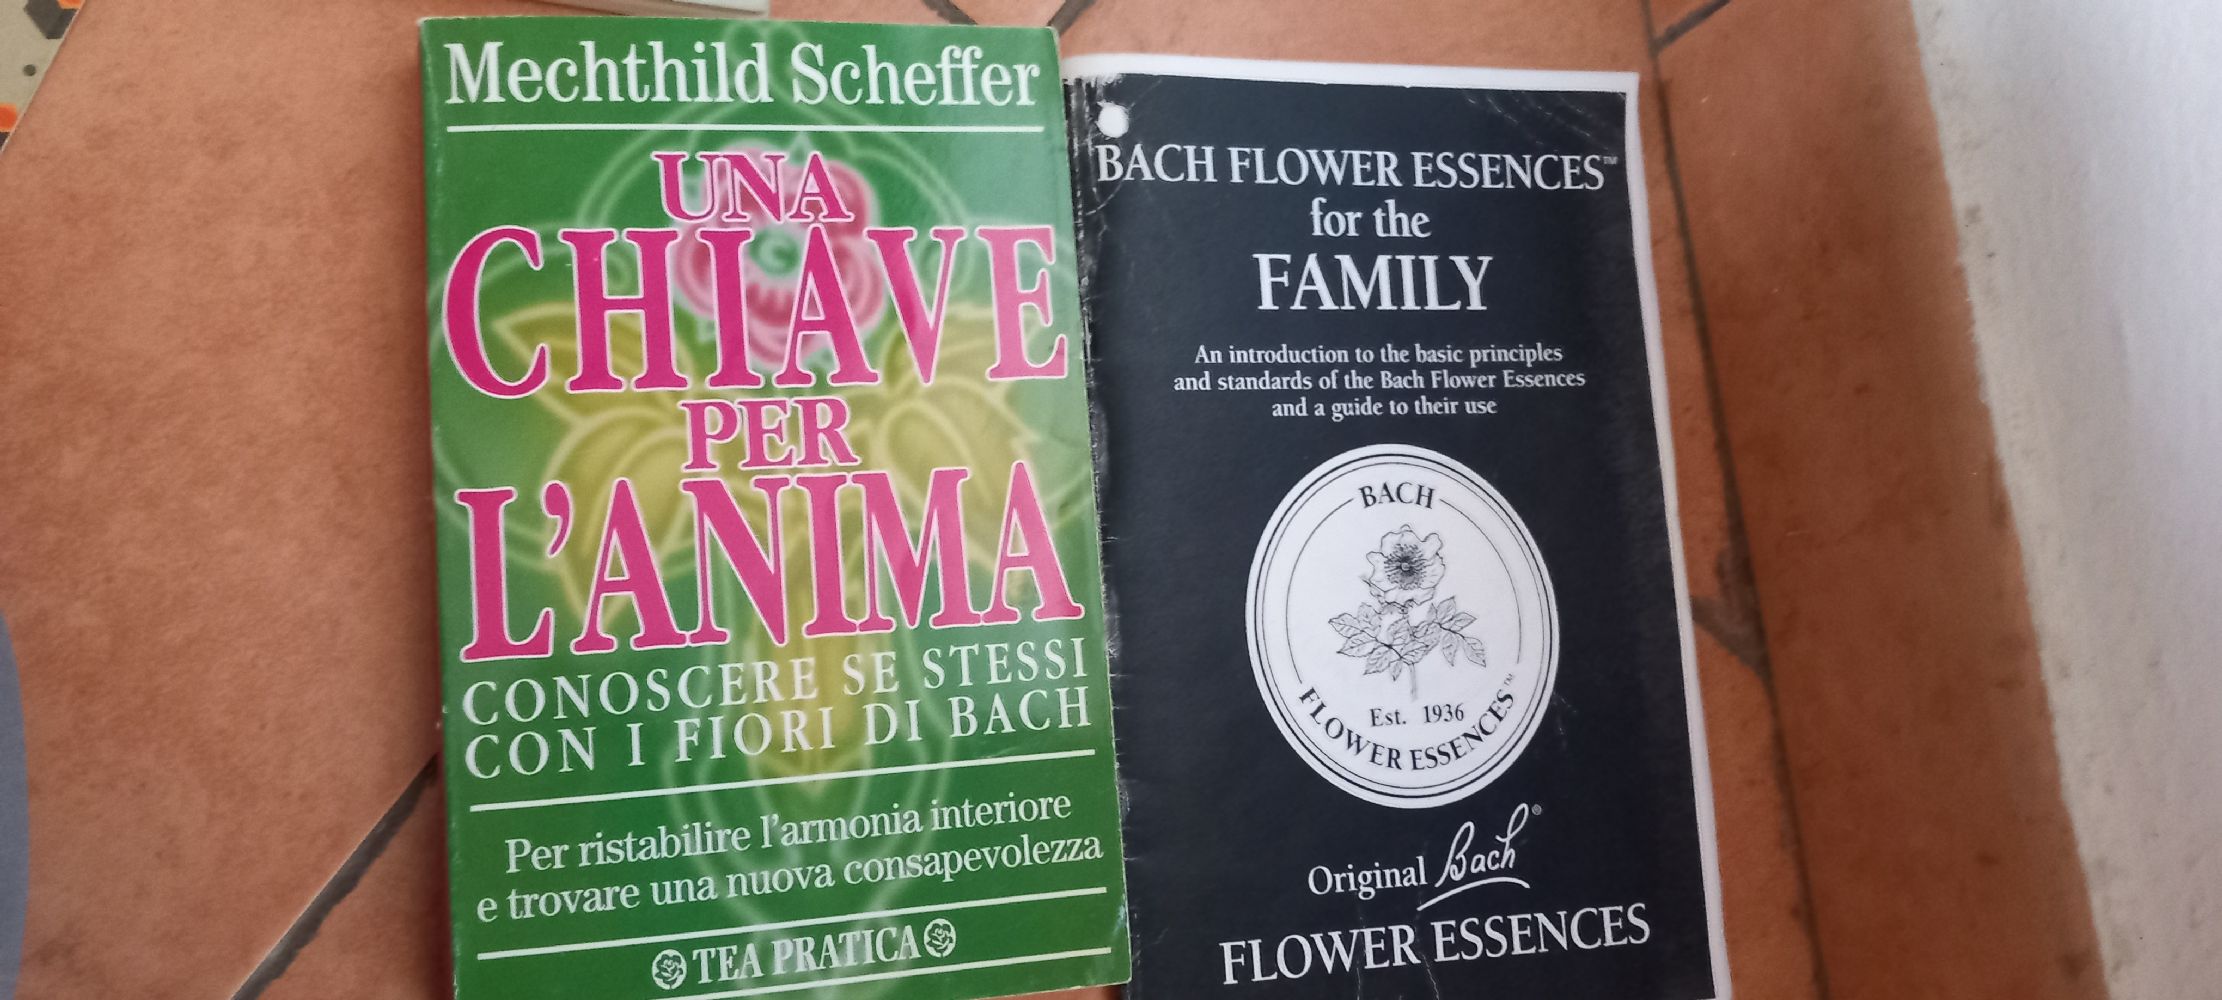 Mechthild Scheffer
UNA
CHIAVE
PER
L'ANIMA
CONOSCERE SE STESSI
CON I FIORI DI BACH
Per ristabilire l'armonia interiore
e trovare una nuova consapevolezza
TEA PRATICA
BACH FLOWER ESSENCES™
for the
FAMILY
An introduction to the basic principles
and standards of the Bach Flower Essences
and a guide to their use
BACH
Est. 1936
FLOWER ESSENCES™
Original Bach®
FLOWER ESSENCES